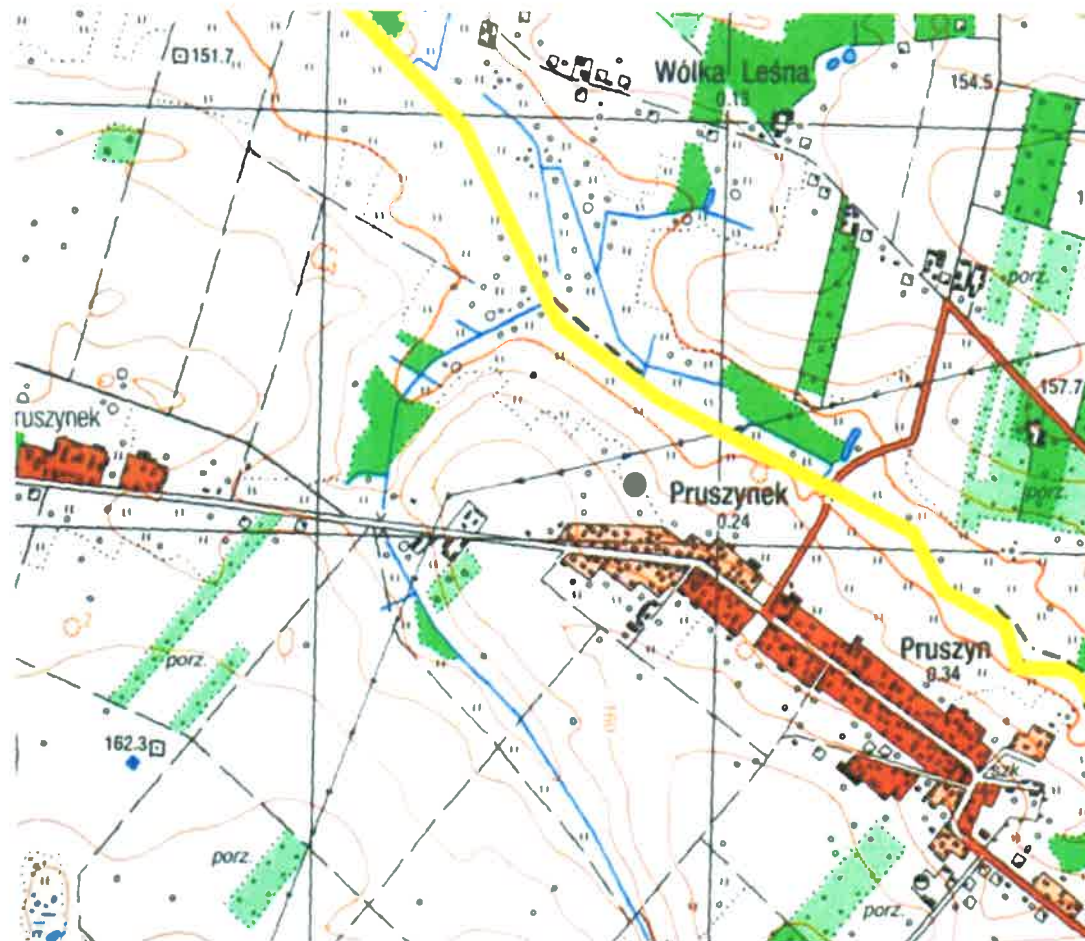 151.7
Wólka Leśna
0.13
154.5
porz.
157.7
ruszynek
Pruszynek
0.24
porz.
porz.
Pruszyn
0.34
162.3
szk.
porz.
porz.